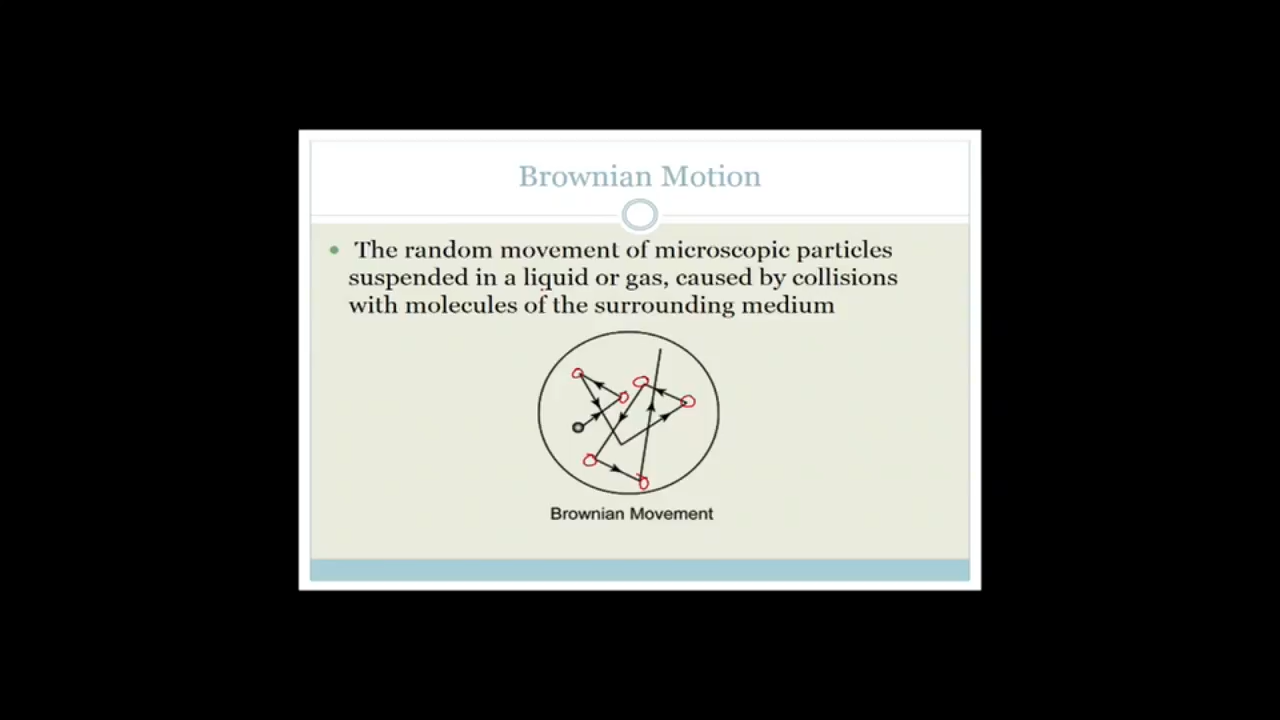 Brownian Motion
The random movement of microscopic particles
suspended in a liquid or gas, caused by collisions
with molecules of the surrounding medium
Brownian Movement